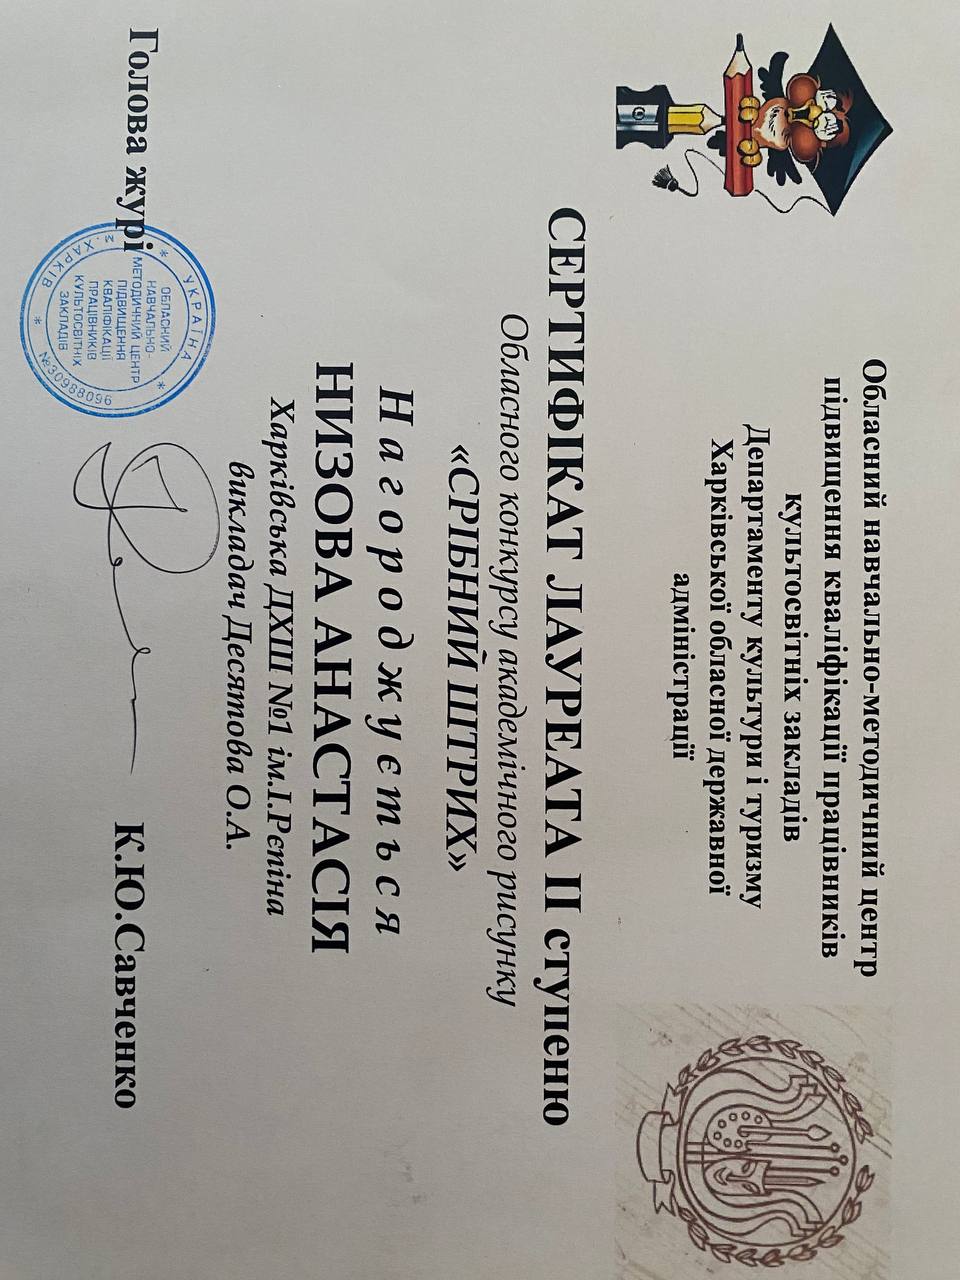 Обласний навчально-методичний центр
підвищення кваліфікації працівників
культосвітніх закладів
Департаменту культури і туризму
Харківської обласної державної
адміністрації
СЕРТИФІКАТ ЛАУРЕАТА ІІ ступеню
Обласного конкурсу академічного рисунку
«СРІБНИЙ ШТРИХ»
Нагороджується
НИЗОВА АНАСТАСІЯ
Харківська ДХШ №1 ім.І.Рєпіна
викладач Десятова О.А.
Голова журі К.Ю.Савченко
* УКРАЇНА *
М.ХАРКІВ * №30988096
ОБЛАСНИЙ
НАВЧАЛЬНО-
МЕТОДИЧНИЙ ЦЕНТР
ПІДВИЩЕННЯ
КВАЛІФІКАЦІЇ
ПРАЦІВНИКІВ
КУЛЬТОСВІТНІХ
ЗАКЛАДІВ